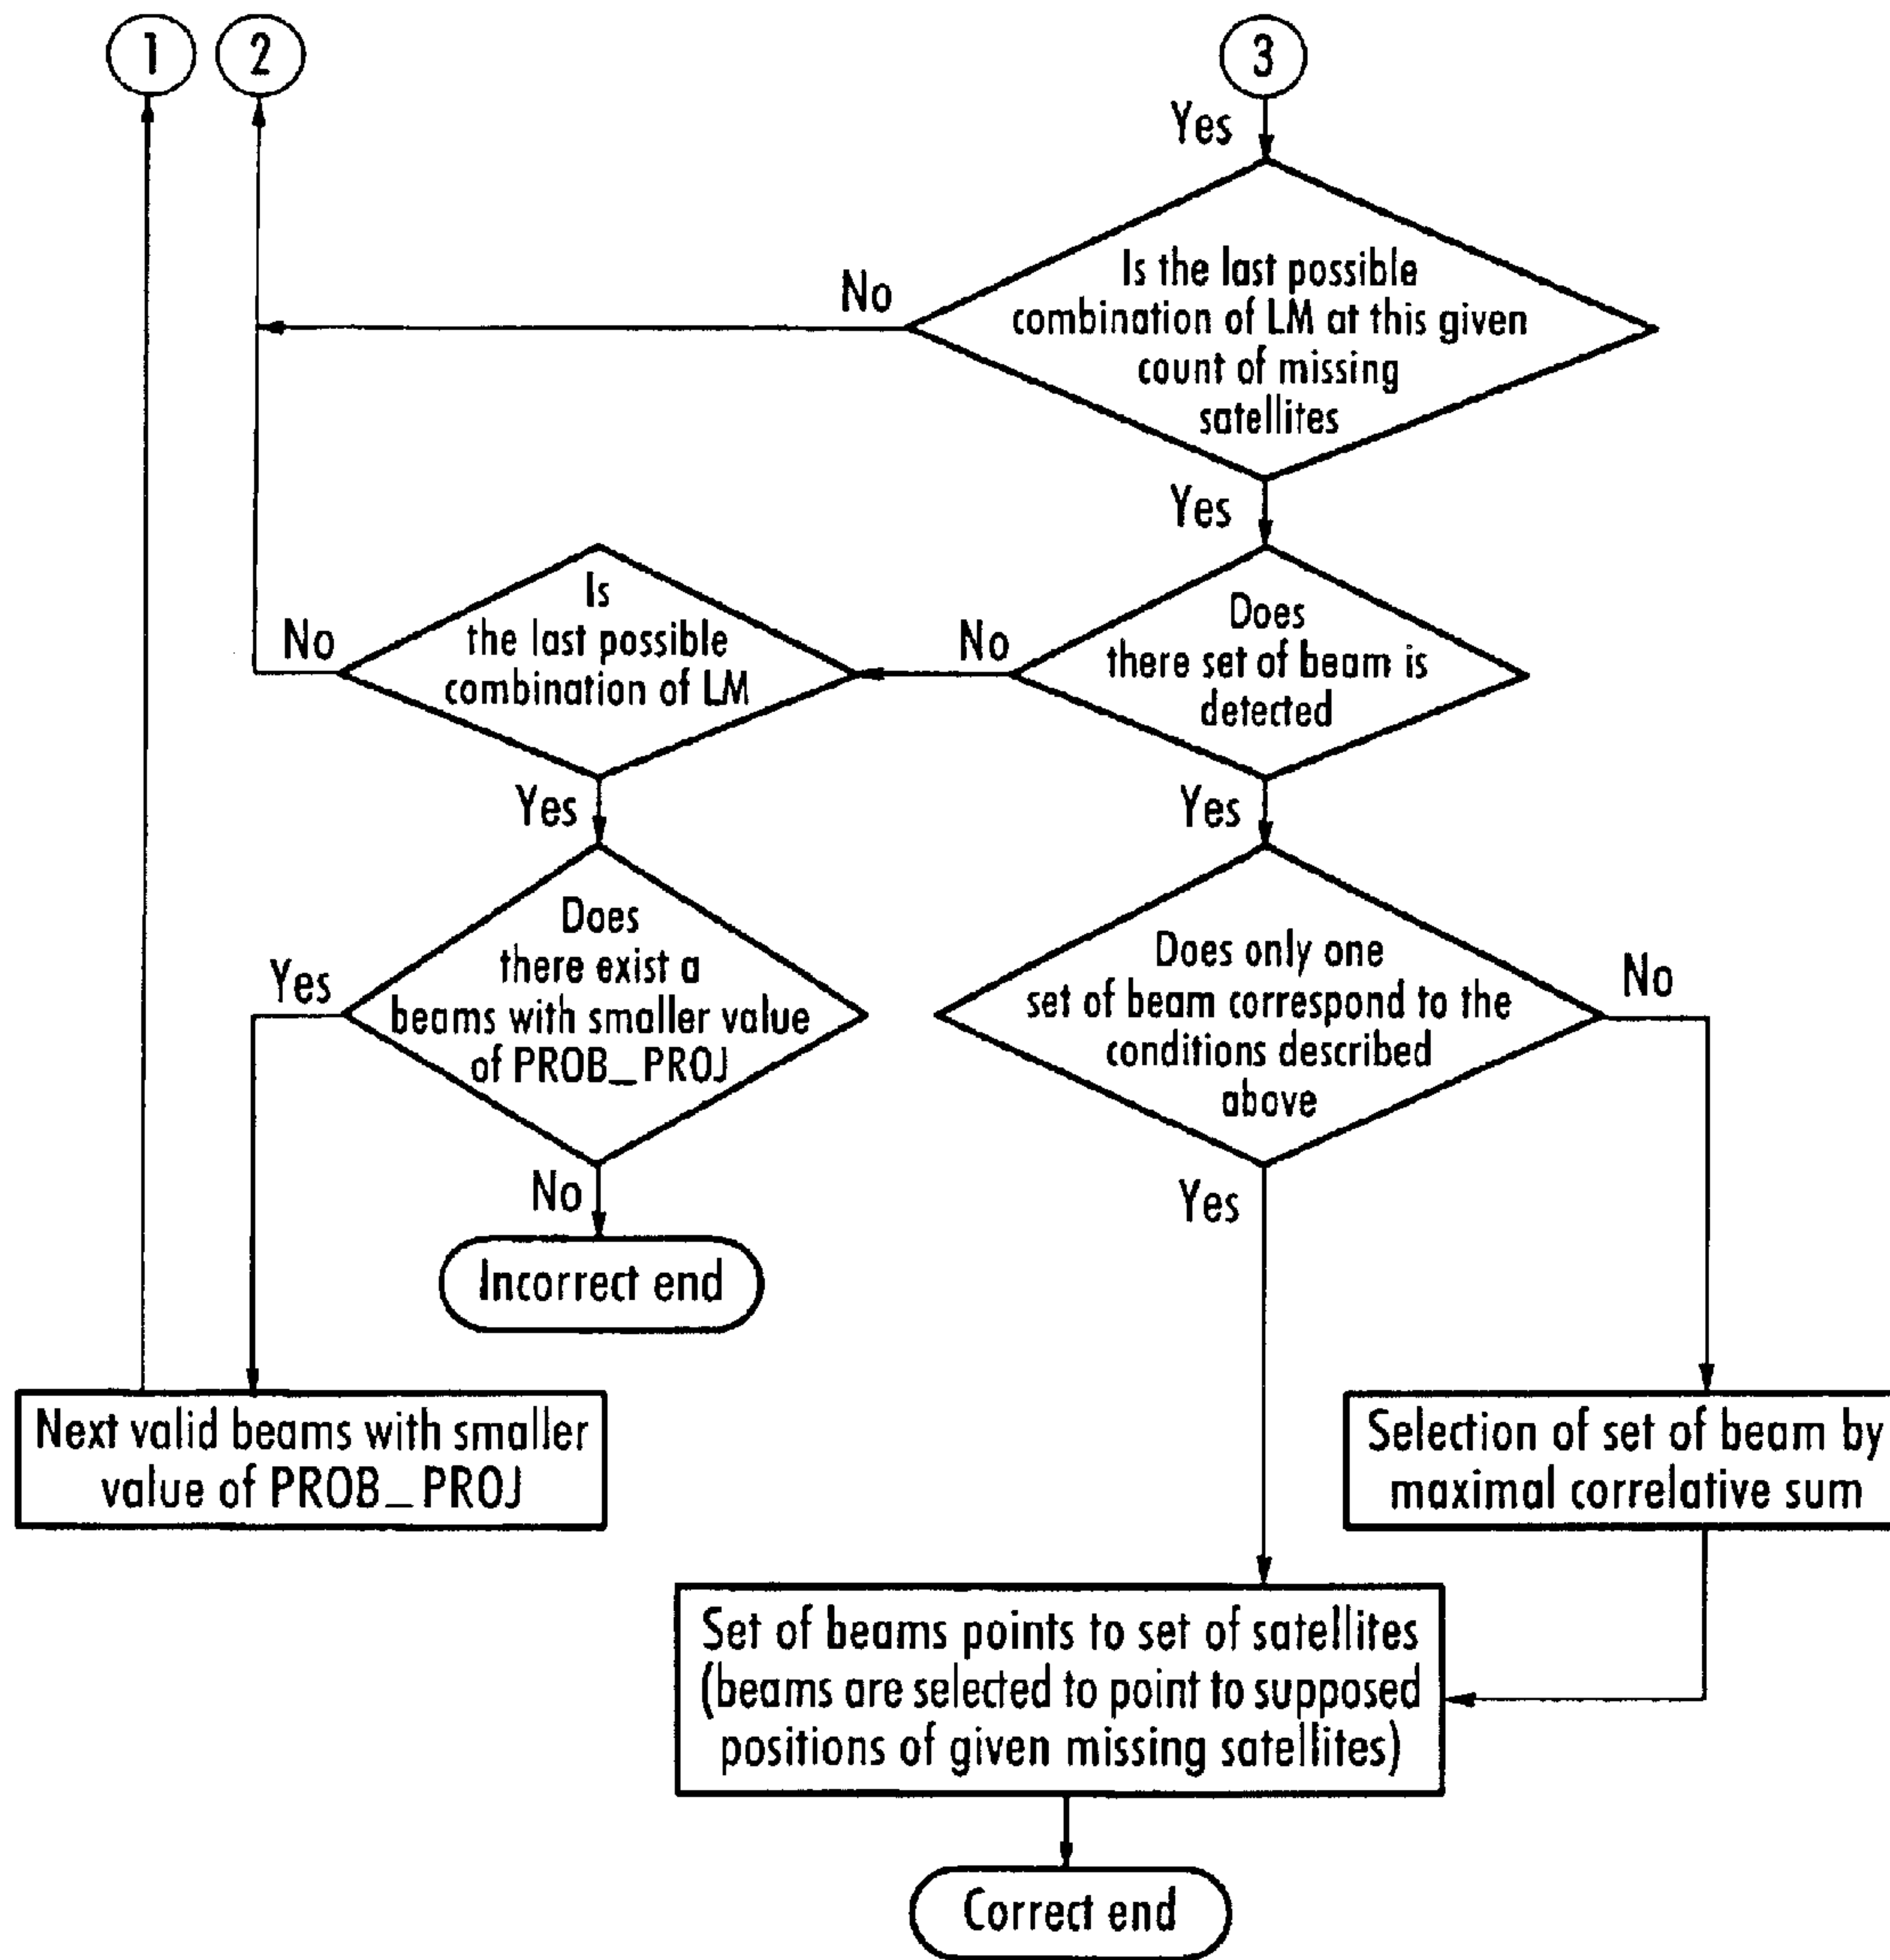 1
2
3
Yes
Is the last possible
combination of LM at this given
count of missing
satellites
No
Yes
Does
there set of beam is
detected
No
Is
the last possible
combination of LM
No
Yes
Yes
Does
there exist a
beams with smaller value
of PROB_PROJ
Yes
No
Does only one
set of beam correspond to the
conditions described
above
No
Yes
Incorrect end
Next valid beams with smaller
value of PROB_PROJ
Selection of set of beam by
maximal correlative sum
Set of beams points to set of satellites
(beams are selected to point to supposed
positions of given missing satellites)
Correct end